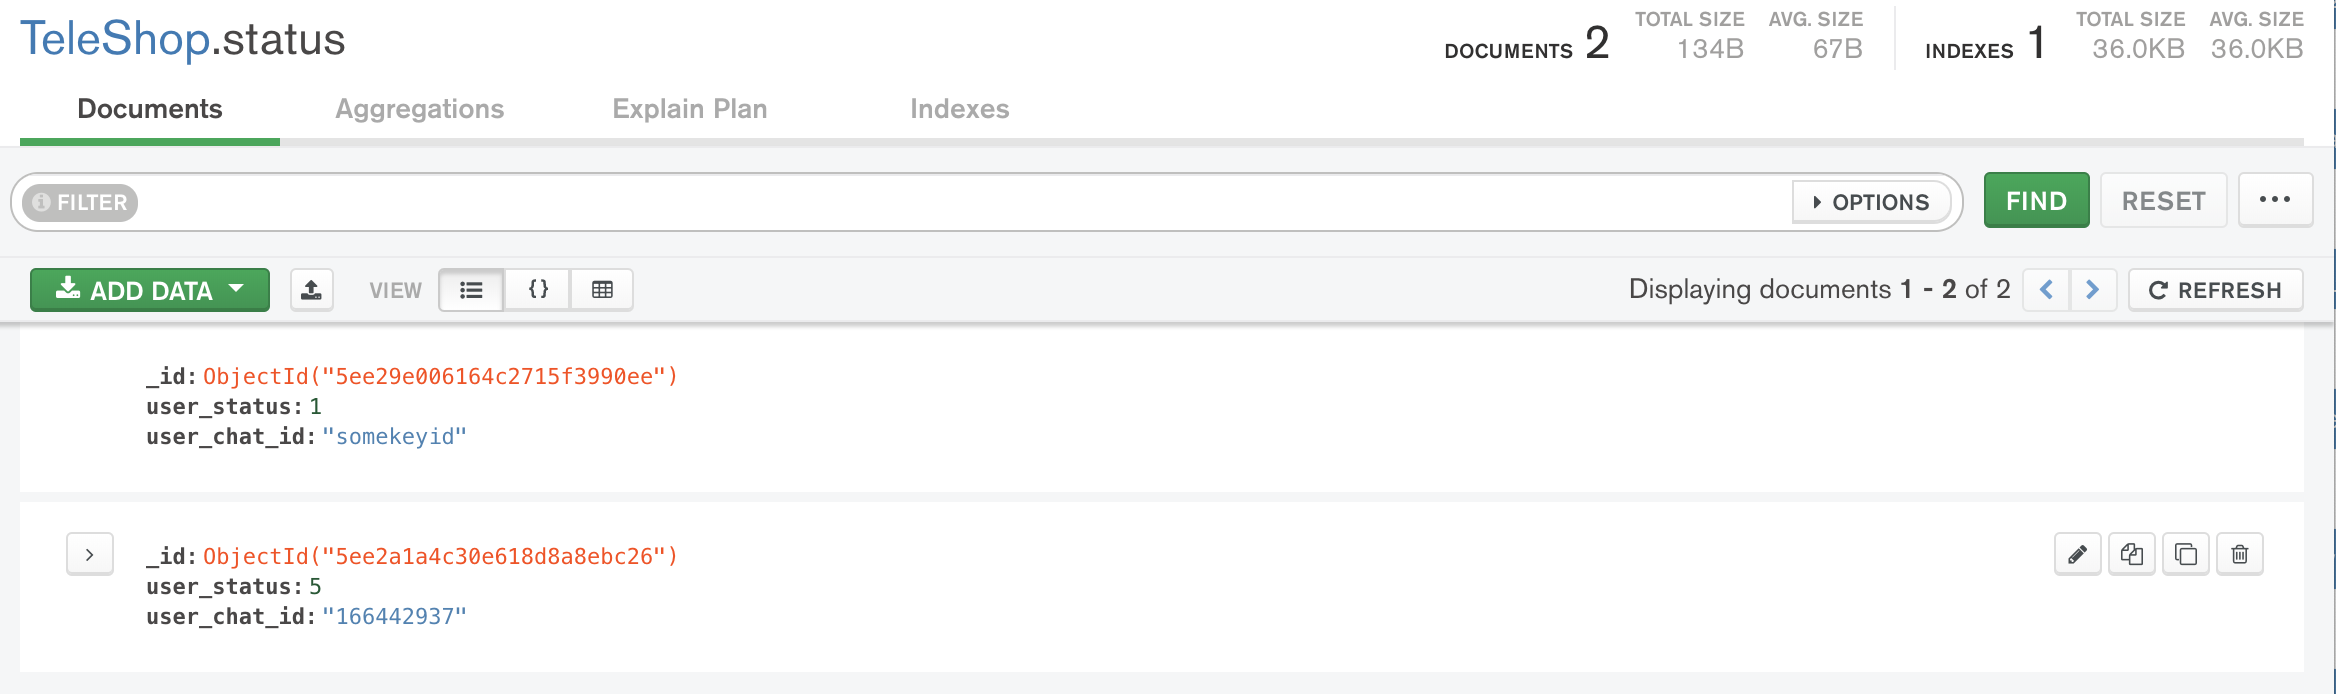 TeleShop.status
DOCUMENTS 2 TOTAL SIZE 134B AVG. SIZE 67B INDEXES 1 TOTAL SIZE 36.0KB AVG. SIZE 36.0KB
Documents Aggregations Explain Plan Indexes
FILTER OPTIONS FIND RESET ...
ADD DATA VIEW {} Displaying documents 1 - 2 of 2 REFRESH
_id: ObjectId("5ee29e006164c2715f3990ee")
user_status: 1
user_chat_id: "somekeyid"
_id: ObjectId("5ee2a1a4c30e618d8a8ebc26")
user_status: 5
user_chat_id: "166442937"